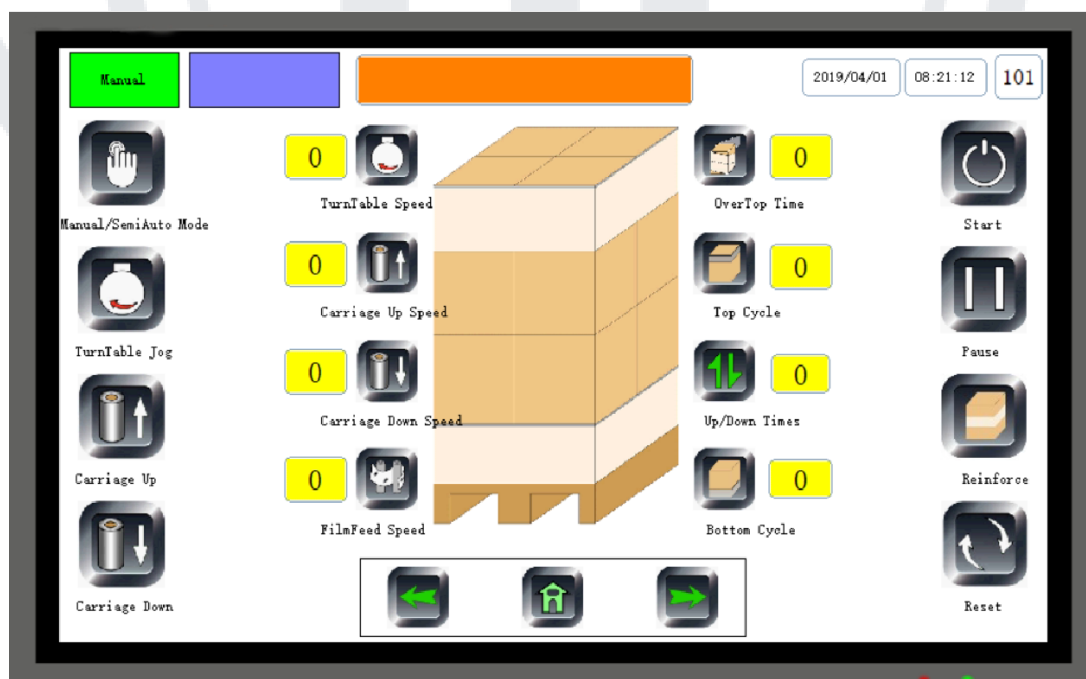 Manual
2019/04/01 08:21:12 101
0 0
Manual/SemiAuto Mode TurnTable Speed OverTop Time Start
0 0
TurnTable Jog Carriage Up Speed Top Cycle Pause
0 0
Carriage Up Carriage Down Speed Up/Down Times Reinforce
0 0
Carriage Down FilmFeed Speed Bottom Cycle Reset